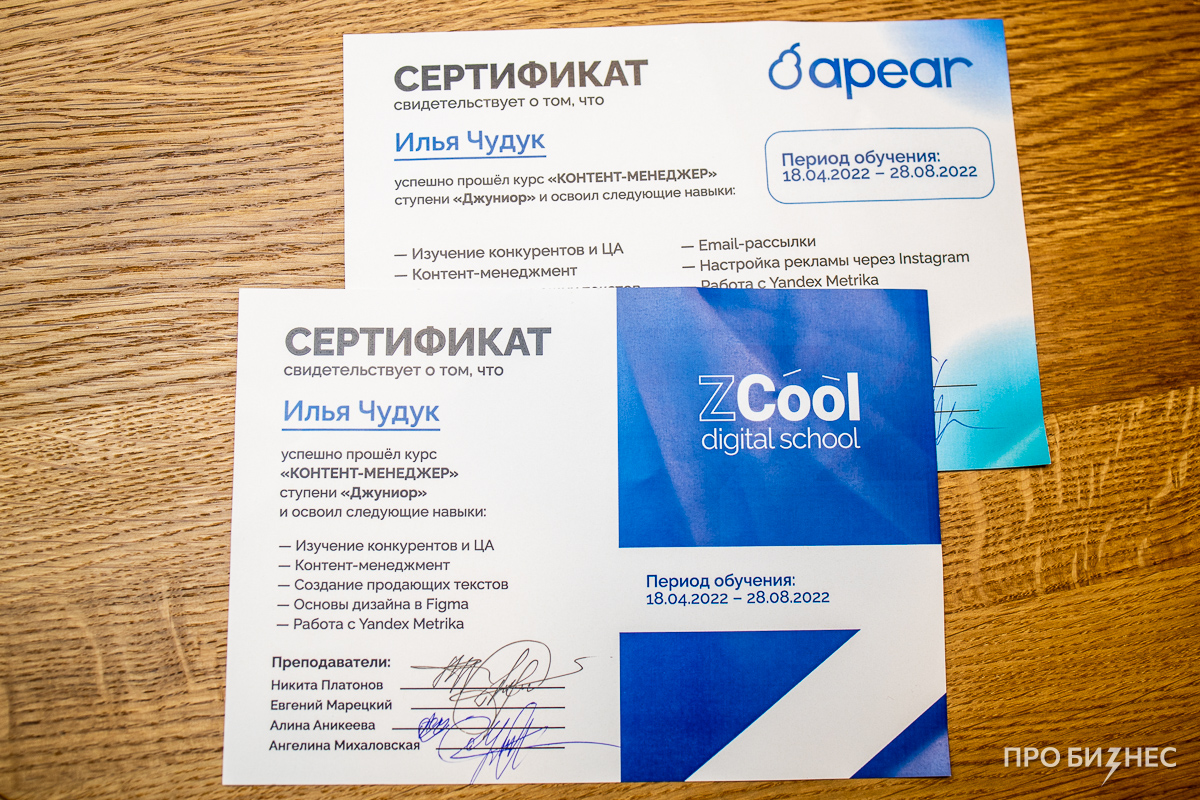 СЕРТИФИКАТ
свидетельствует о том, что
Илья Чудук
успешно прошёл курс «КОНТЕНТ-МЕНЕДЖЕР»
ступени «Джуниор» и освоил следующие навыки:
— Изучение конкурентов и ЦА
— Контент-менеджмент
apear
Период обучения:
18.04.2022 – 28.08.2022
— Email-рассылки
— Настройка рекламы через Instagram
— Работа с Yandex Metrika
СЕРТИФИКАТ
свидетельствует о том, что
Илья Чудук
успешно прошёл курс
«КОНТЕНТ-МЕНЕДЖЕР»
ступени «Джуниор»
и освоил следующие навыки:
— Изучение конкурентов и ЦА
— Контент-менеджмент
— Создание продающих текстов
— Основы дизайна в Figma
— Работа с Yandex Metrika
Преподаватели:
Никита Платонов
Евгений Марецкий
Алина Аникеева
Ангелина Михаловская
ZCool
digital school
Период обучения:
18.04.2022 – 28.08.2022
ПРО БИЗНЕС